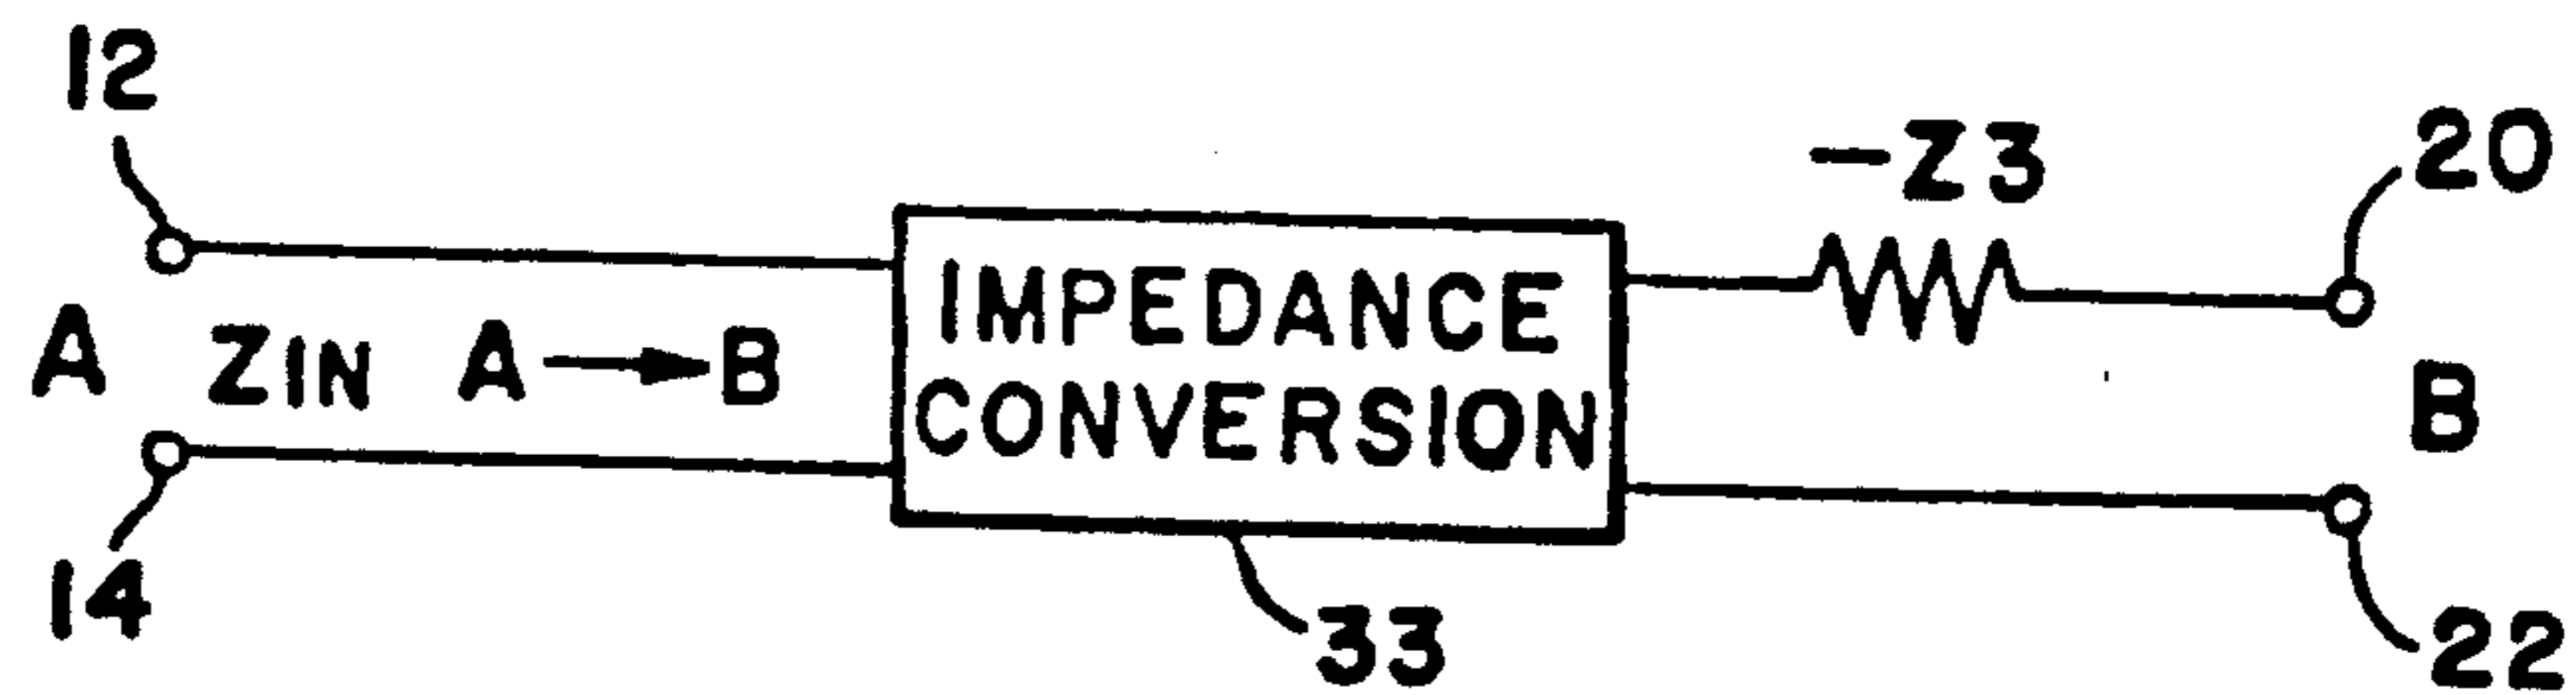 12
-Z3
20
IMPEDANCE
CONVERSION
A ZIN A→B
B
14
33
22